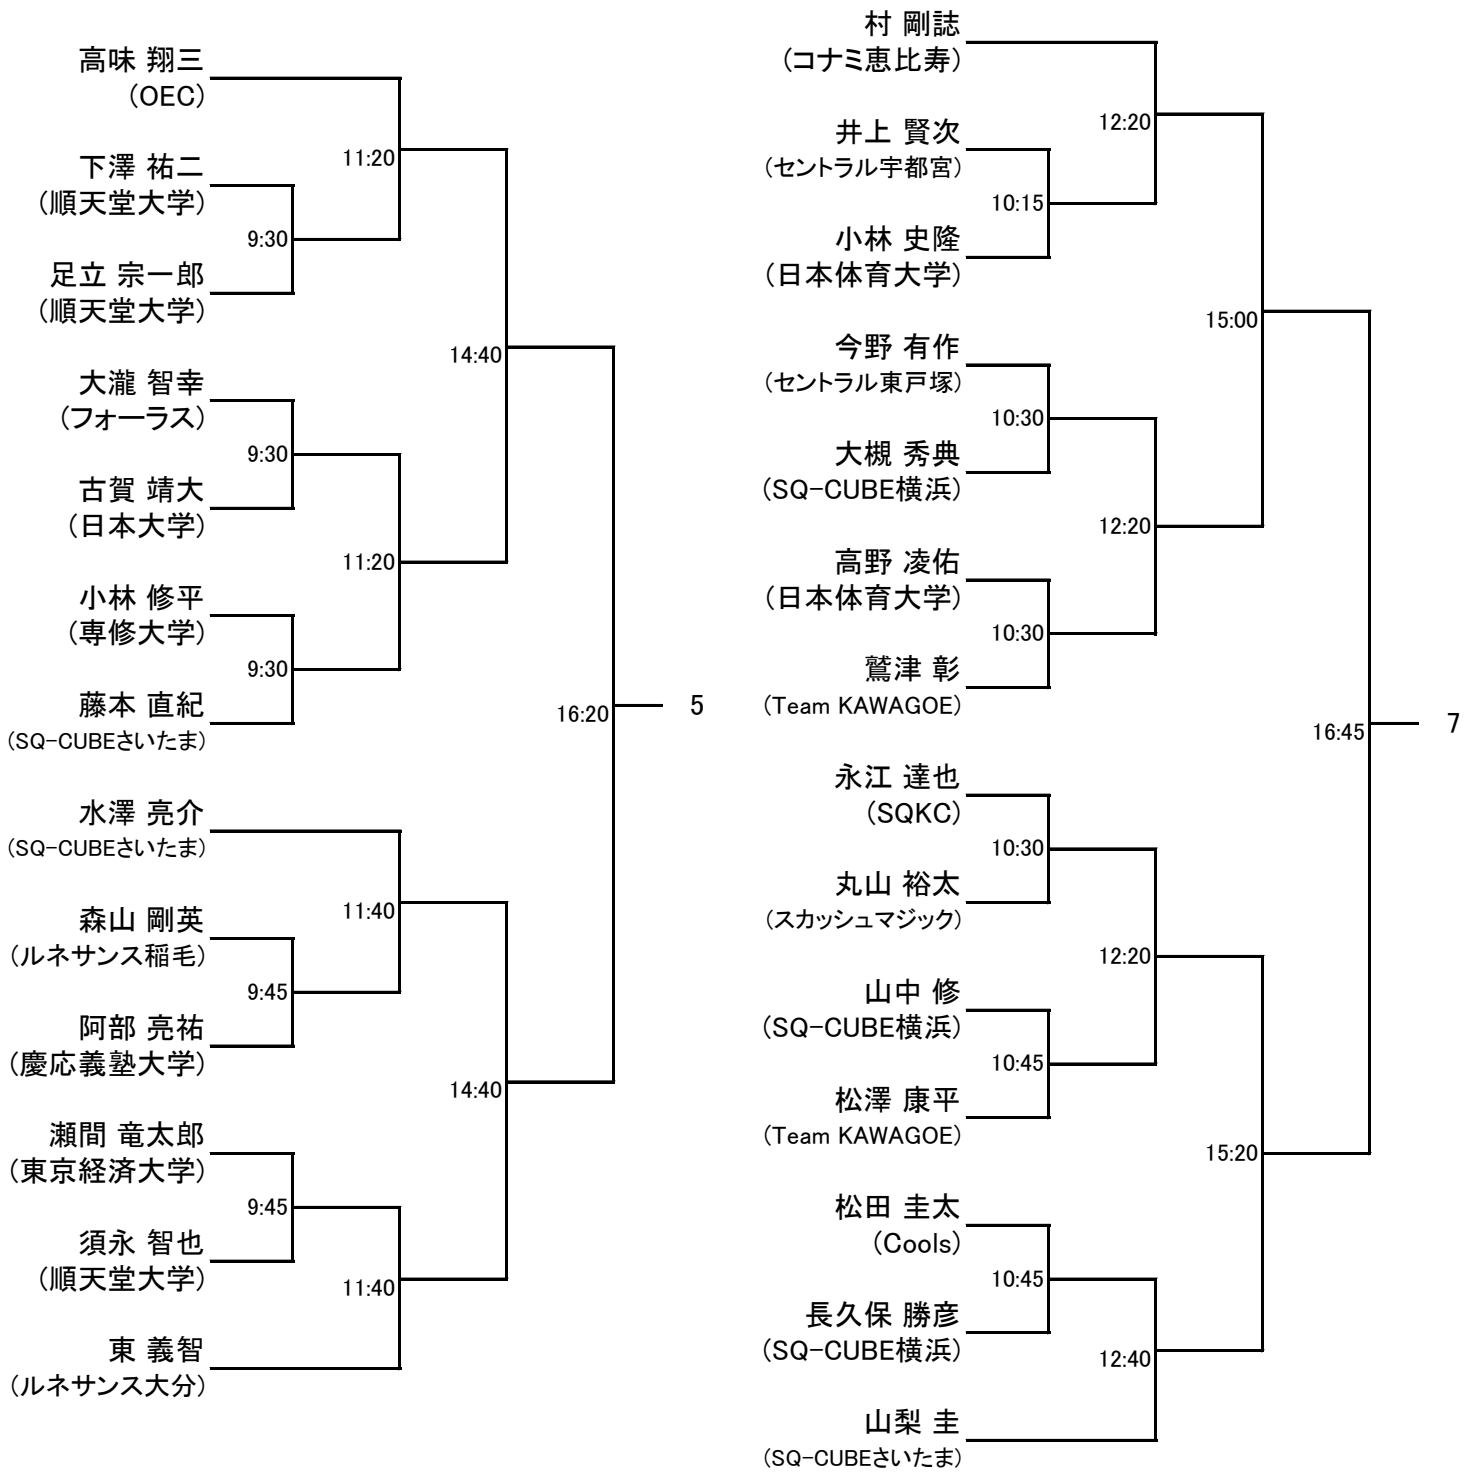 高味 翔三
(OEC)
11:20
下澤 祐二
(順天堂大学)
9:30
足立 宗一郎
(順天堂大学)
14:40
大瀧 智幸
(フォーラス)
9:30
古賀 靖大
(日本大学)
11:20
小林 修平
(専修大学)
9:30
藤本 直紀
(SQ-CUBEさいたま)
16:20
5
水澤 亮介
(SQ-CUBEさいたま)
11:40
森山 剛英
(ルネサンス稲毛)
9:45
阿部 亮祐
(慶応義塾大学)
14:40
瀬間 竜太郎
(東京経済大学)
9:45
須永 智也
(順天堂大学)
11:40
東 義智
(ルネサンス大分)
村 剛誌
(コナミ恵比寿)
12:20
井上 賢次
(セントラル宇都宮)
10:15
小林 史隆
(日本体育大学)
15:00
今野 有作
(セントラル東戸塚)
10:30
大槻 秀典
(SQ-CUBE横浜)
12:20
高野 凌佑
(日本体育大学)
10:30
鷲津 彰
(Team KAWAGOE)
16:45
7
永江 達也
(SQKC)
10:30
丸山 裕太
(スカッシュマジック)
12:20
山中 修
(SQ-CUBE横浜)
10:45
松澤 康平
(Team KAWAGOE)
15:20
松田 圭太
(Cools)
10:45
長久保 勝彦
(SQ-CUBE横浜)
12:40
山梨 圭
(SQ-CUBEさいたま)